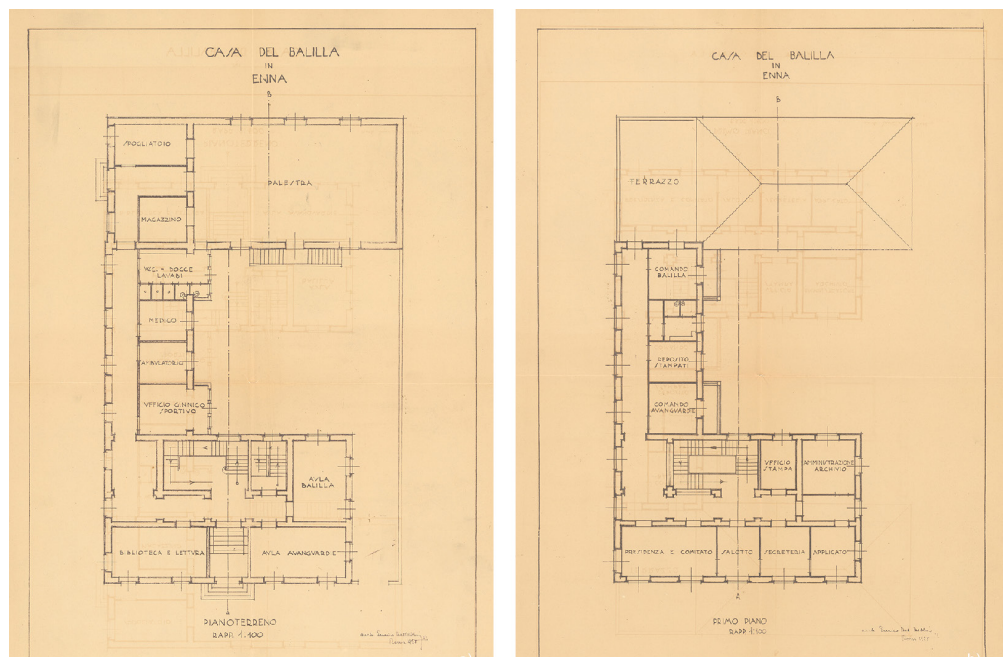 CASA DEL BALILLA
IN
ENNA
B
SPOGLIATOIO
PALESTRA
MAGAZZINO
DOCCE
LAVABI
MEDICO
AMBULATORIO
UFFICIO GINNICO
SPORTIVO
AULA
BALILLA
BIBLIOTECA E LETTURA
AULA AVANGUARDIE
A
PIANOTERRENO
RAPP. 1:100
CASA DEL BALILLA
IN
ENNA
B
TERRAZZO
COMANDO
BALILLA
DEPOSITO
STAMPATI
COMANDO
AVANGUARDIE
UFFICIO
STAMPA
AMMINISTRAZIONE
ARCHIVIO
PRESIDENZA E COMITATO
SALOTTO
SEGRETERIA
APPLICATO
A
PRIMO PIANO
RAPP. 1:100